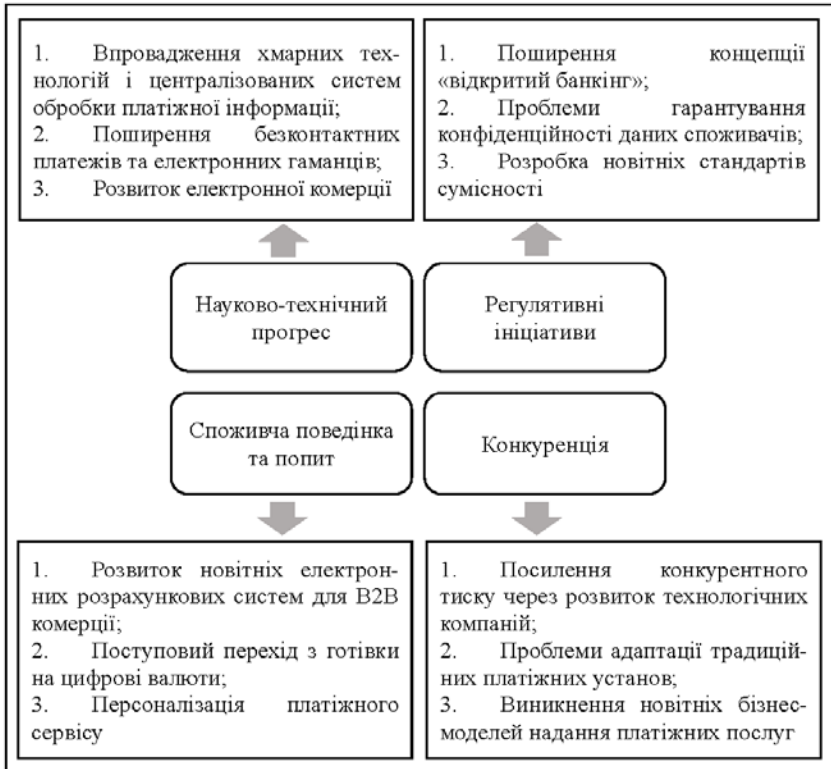 1. Впровадження хмарних тех-
нологій і централізованих систем
обробки платіжної інформації;
2. Поширення безконтактних
платежів та електронних гаманців;
3. Розвиток електронної комерції
1. Поширення концепції
«відкритий банкінг»;
2. Проблеми гарантування
конфіденційності даних споживачів;
3. Розробка новітніх стандартів
сумісності
Науково-технічний
прогрес
Регулятивні
ініціативи
Споживча поведінка
та попит
Конкуренція
1. Розвиток новітніх електрон-
них розрахункових систем для B2B
комерції;
2. Поступовий перехід з готівки
на цифрові валюти;
3. Персоналізація платіжного
сервісу
1. Посилення конкурентного
тиску через розвиток технологічних
компаній;
2. Проблеми адаптації традицій-
них платіжних установ;
3. Виникнення новітніх бізнес-
моделей надання платіжних послуг